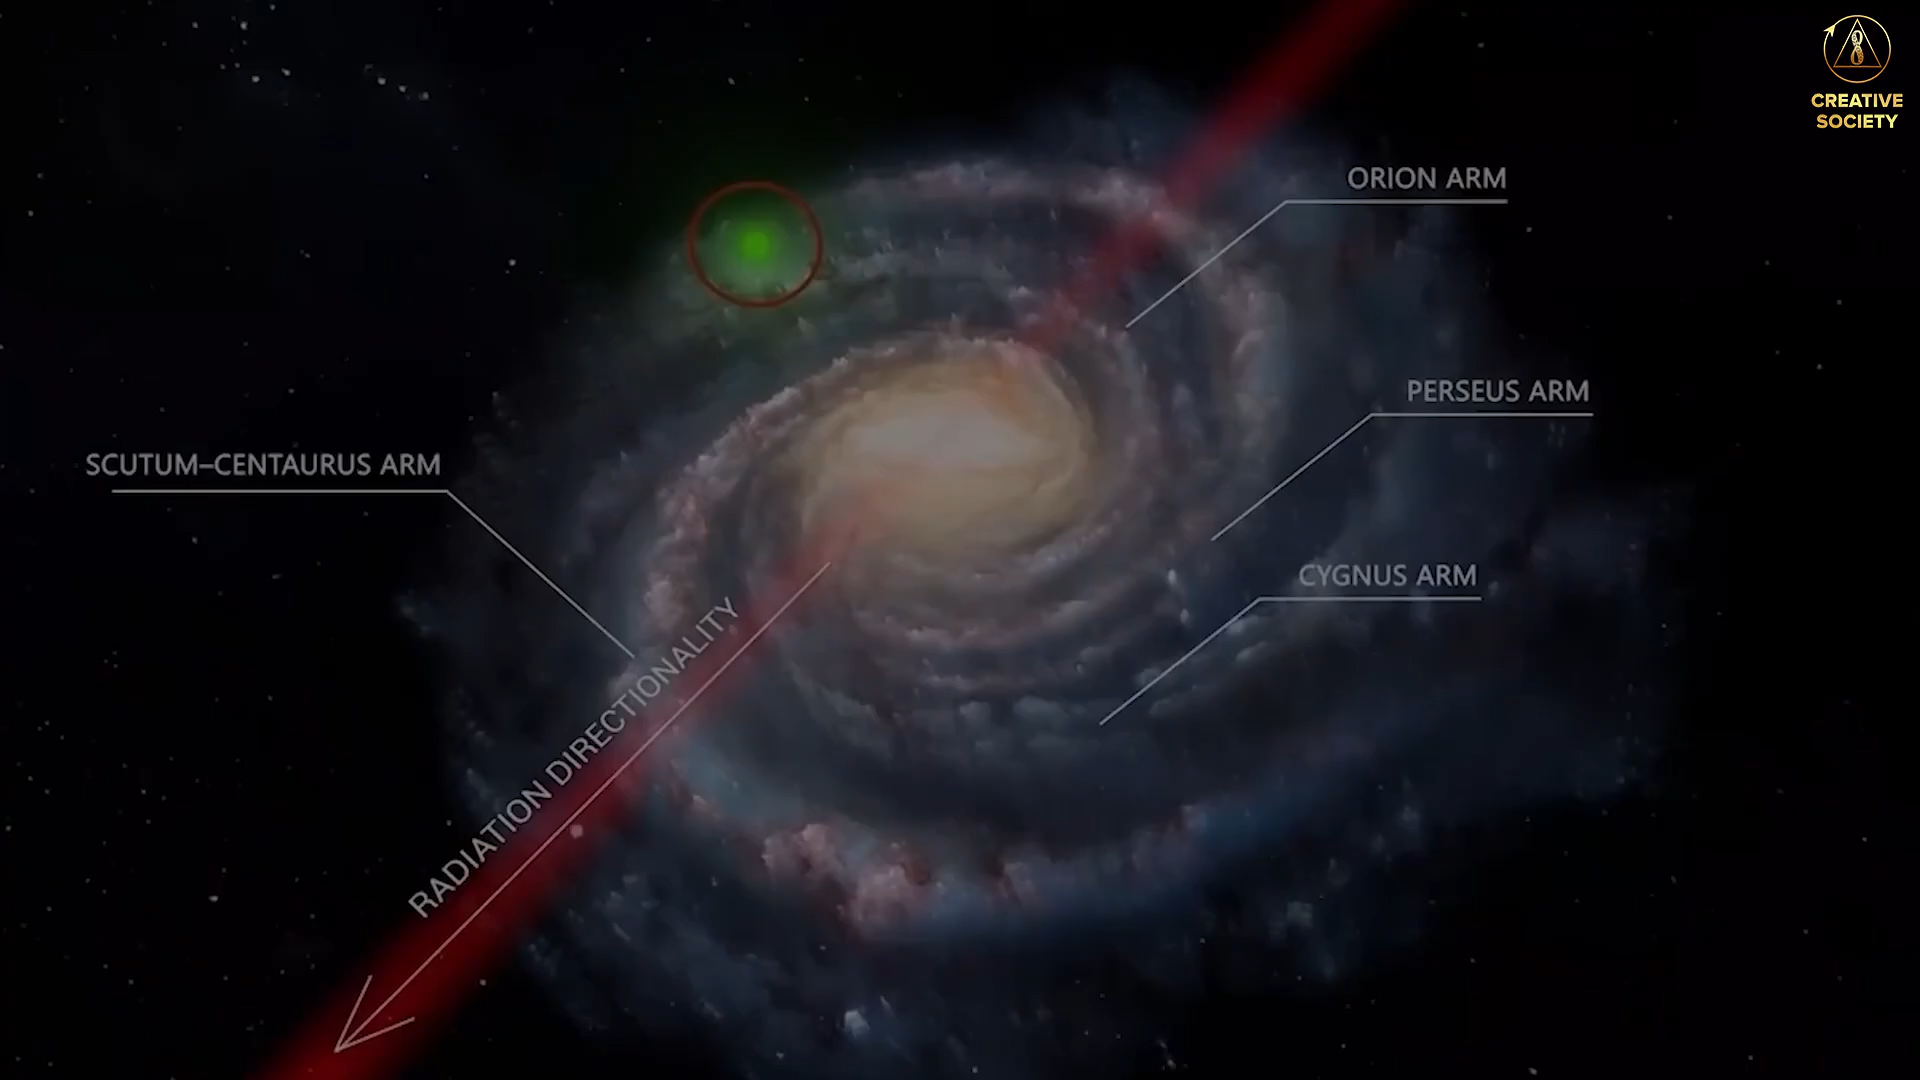 CREATIVE
SOCIETY
ORION ARM
PERSEUS ARM
SCUTUM–CENTAURUS ARM
CYGNUS ARM
RADIATION DIRECTIONALITY